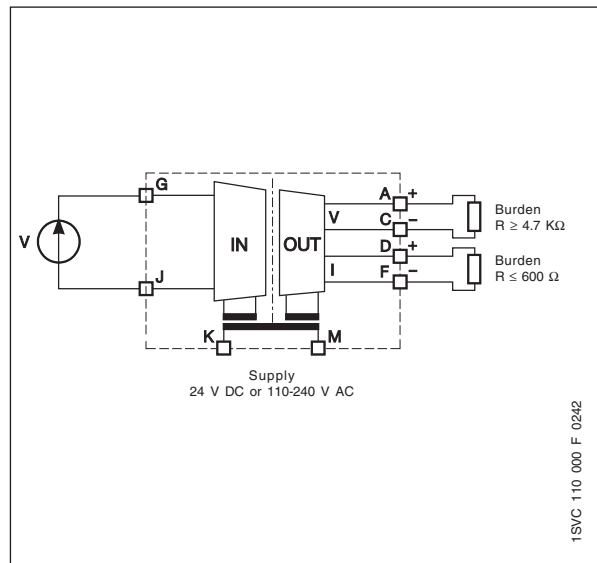 G
A +
V
C −
Burden
R ≥ 4.7 KΩ
V
IN
OUT
D +
I
F −
Burden
R ≤ 600 Ω
J
K
M
Supply
24 V DC or 110-240 V AC
1SVC 110 000 F 0242